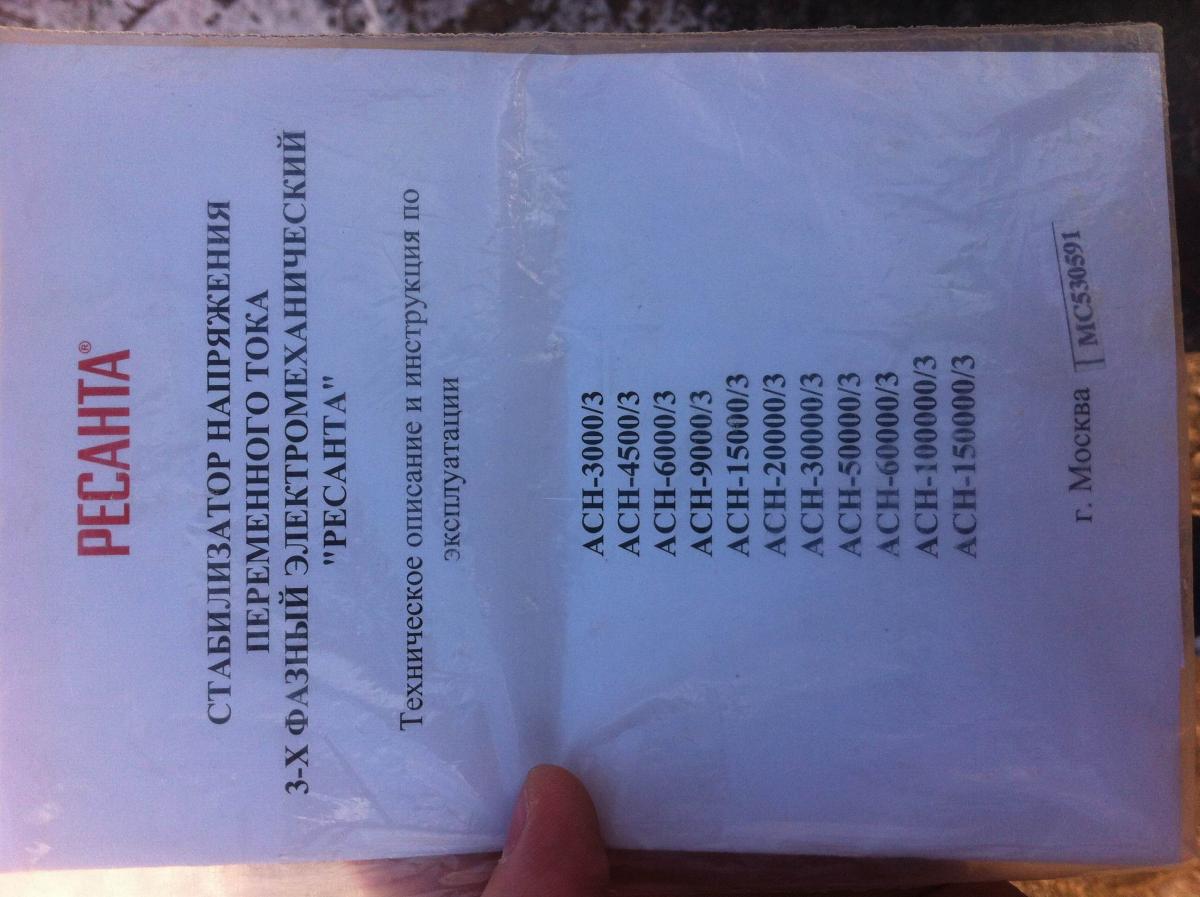 РЕСАНТА®
СТАБИЛИЗАТОР НАПРЯЖЕНИЯ
ПЕРЕМЕННОГО ТОКА
3-Х ФАЗНЫЙ ЭЛЕКТРОМЕХАНИЧЕСКИЙ
"РЕСАНТА"
Техническое описание и инструкция по
эксплуатации
АСН-3000/3
АСН-4500/3
АСН-6000/3
АСН-9000/3
АСН-15000/3
АСН-20000/3
АСН-30000/3
АСН-50000/3
АСН-60000/3
АСН-100000/3
АСН-150000/3
г. Москва МС530591